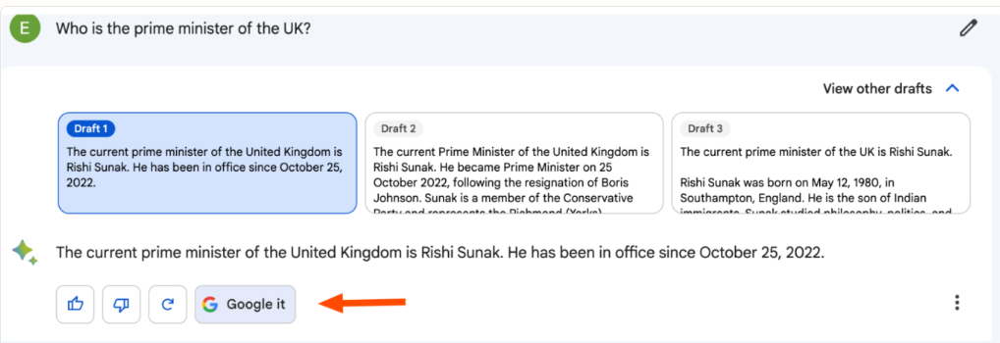 E
Who is the prime minister of the UK?
View other drafts
Draft 1
The current prime minister of the United Kingdom is
Rishi Sunak. He has been in office since October 25,
2022.
Draft 2
The current Prime Minister of the United Kingdom is
Rishi Sunak. He became Prime Minister on 25
October 2022, following the resignation of Boris
Johnson. Sunak is a member of the Conservative
Party and represents the Richmond (Yorks)
Draft 3
The current prime minister of the UK is Rishi Sunak.
Rishi Sunak was born on May 12, 1980, in
Southampton, England. He is the son of Indian
immigrants. Sunak studied philosophy, politics, and
The current prime minister of the United Kingdom is Rishi Sunak. He has been in office since October 25, 2022.
G Google it